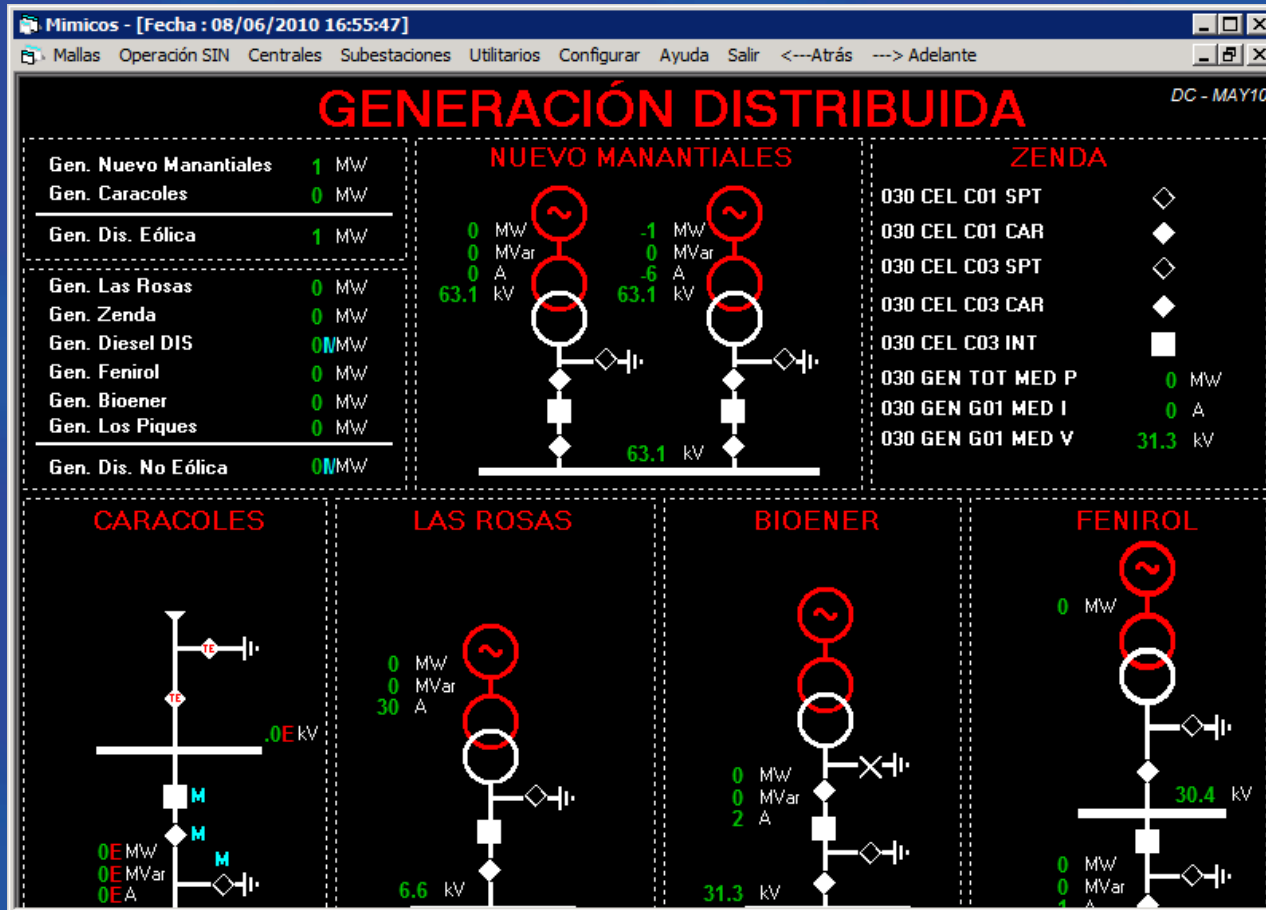 Mimicos - [Fecha : 08/06/2010 16:55:47]
Mallas Operación SIN Centrales Subestaciones Utilitarios Configurar Ayuda Salir <---Atrás ---> Adelante
GENERACIÓN DISTRIBUIDA
DC - MAY10
Gen. Nuevo Manantiales 1 MW
Gen. Caracoles 0 MW
Gen. Dis. Eólica 1 MW
Gen. Las Rosas 0 MW
Gen. Zenda 0 MW
Gen. Diesel DIS 0M MW
Gen. Fenirol 0 MW
Gen. Bioener 0 MW
Gen. Los Piques 0 MW
Gen. Dis. No Eólica 0M MW
NUEVO MANANTIALES
0 MW
0 MVar
0 A
63.1 kV
-1 MW
0 MVar
-6 A
63.1 kV
63.1 kV
ZENDA
030 CEL C01 SPT
030 CEL C01 CAR
030 CEL C03 SPT
030 CEL C03 CAR
030 CEL C03 INT
030 GEN TOT MED P 0 MW
030 GEN G01 MED I 0 A
030 GEN G01 MED V 31.3 kV
CARACOLES
TE
TE
.0E kV
M
M
M
0E MW
0E MVar
0E A
LAS ROSAS
0 MW
0 MVar
30 A
6.6 kV
BIOENER
0 MW
0 MVar
2 A
31.3 kV
FENIROL
0 MW
30.4 kV
0 MW
0 MVar
1 A